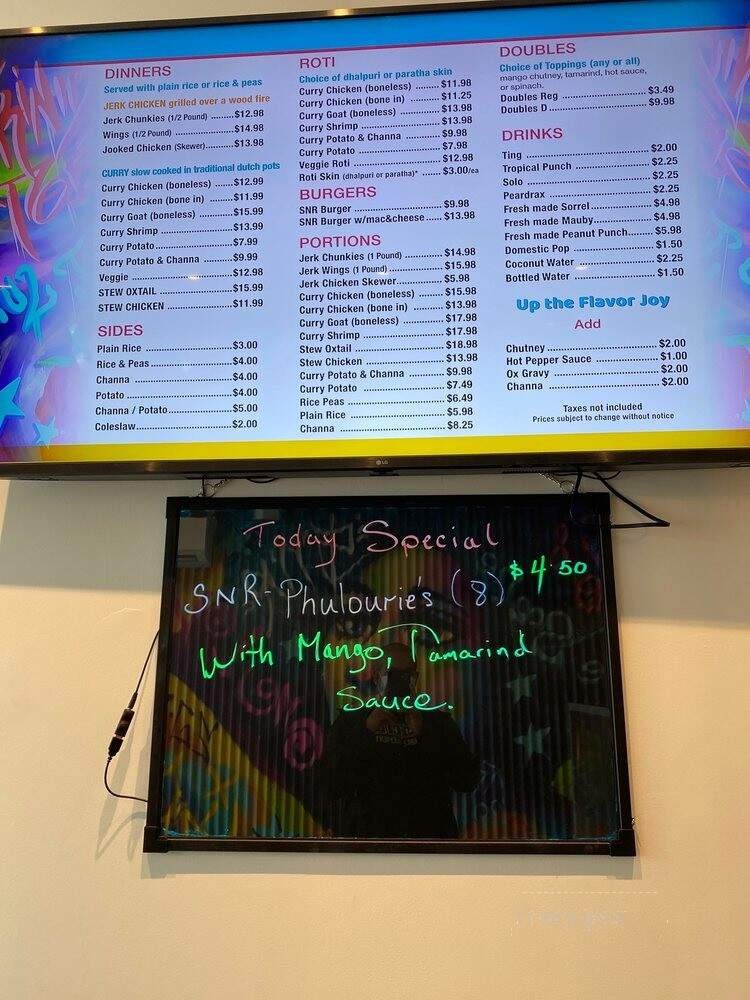 DINNERS
Served with plain rice or rice & peas
JERK CHICKEN grilled over a wood fire
Jerk Chunkies (1/2 Pound) ........$12.98
Wings (1/2 Pound) ....................$14.98
Jooked Chicken (Skewer)..........$13.98
CURRY slow cooked in traditional dutch pots
Curry Chicken (boneless) ......$12.99
Curry Chicken (bone in) ........$11.99
Curry Goat (boneless) ...........$15.99
Curry Shrimp .........................$13.99
Curry Potato..........................$7.99
Curry Potato & Channa .........$9.99
Veggie ..................................$12.98
STEW OXTAIL .......................$15.99
STEW CHICKEN ....................$11.99
SIDES
Plain Rice ..........................$3.00
Rice & Peas........................$4.00
Channa ..............................$4.00
Potato ................................$4.00
Channa / Potato...................$5.00
Coleslaw.............................$2.00
ROTI
Choice of dhalpuri or paratha skin
Curry Chicken (boneless) ........$11.98
Curry Chicken (bone in) ..........$11.25
Curry Goat (boneless) .............$13.98
Curry Shrimp ...........................$13.98
Curry Potato & Channa ............$9.98
Curry Potato ............................$7.98
Veggie Roti ..............................$12.98
Roti Skin (dhalpuri or paratha)* ......$3.00/ea
BURGERS
SNR Burger ..............................$9.98
SNR Burger w/mac&cheese.....$13.98
PORTIONS
Jerk Chunkies (1 Pound) .............$14.98
Jerk Wings (1 Pound) ..................$15.98
Jerk Chicken Skewer................$5.98
Curry Chicken (boneless) ........$15.98
Curry Chicken (bone in) ...........$13.98
Curry Goat (boneless) ..............$17.98
Curry Shrimp ............................$17.98
Stew Oxtail ...............................$18.98
Stew Chicken ...........................$13.98
Curry Potato & Channa ............$9.98
Curry Potato .............................$7.49
Rice Peas .................................$6.49
Plain Rice .................................$5.98
Channa .....................................$8.25
DOUBLES
Choice of Toppings (any or all)
mango chutney, tamarind, hot sauce,
or spinach.
Doubles Reg ..........................$3.49
Doubles D...............................$9.98
DRINKS
Ting .......................................$2.00
Tropical Punch ......................$2.25
Solo .......................................$2.25
Peardrax ................................$2.25
Fresh made Sorrel.................$4.98
Fresh made Mauby................$4.98
Fresh made Peanut Punch.......$5.98
Domestic Pop ........................$1.50
Coconut Water .......................$2.25
Bottled Water .........................$1.50
Up the Flavor Joy
Add
Chutney....................................$2.00
Hot Pepper Sauce ...................$1.00
Ox Gravy ..................................$2.00
Channa .....................................$2.00
Taxes not included
Prices subject to change without notice
LG
Today Special
SNR-Phulourie's (8) $4.50
With Mango, Tamarind
Sauce.